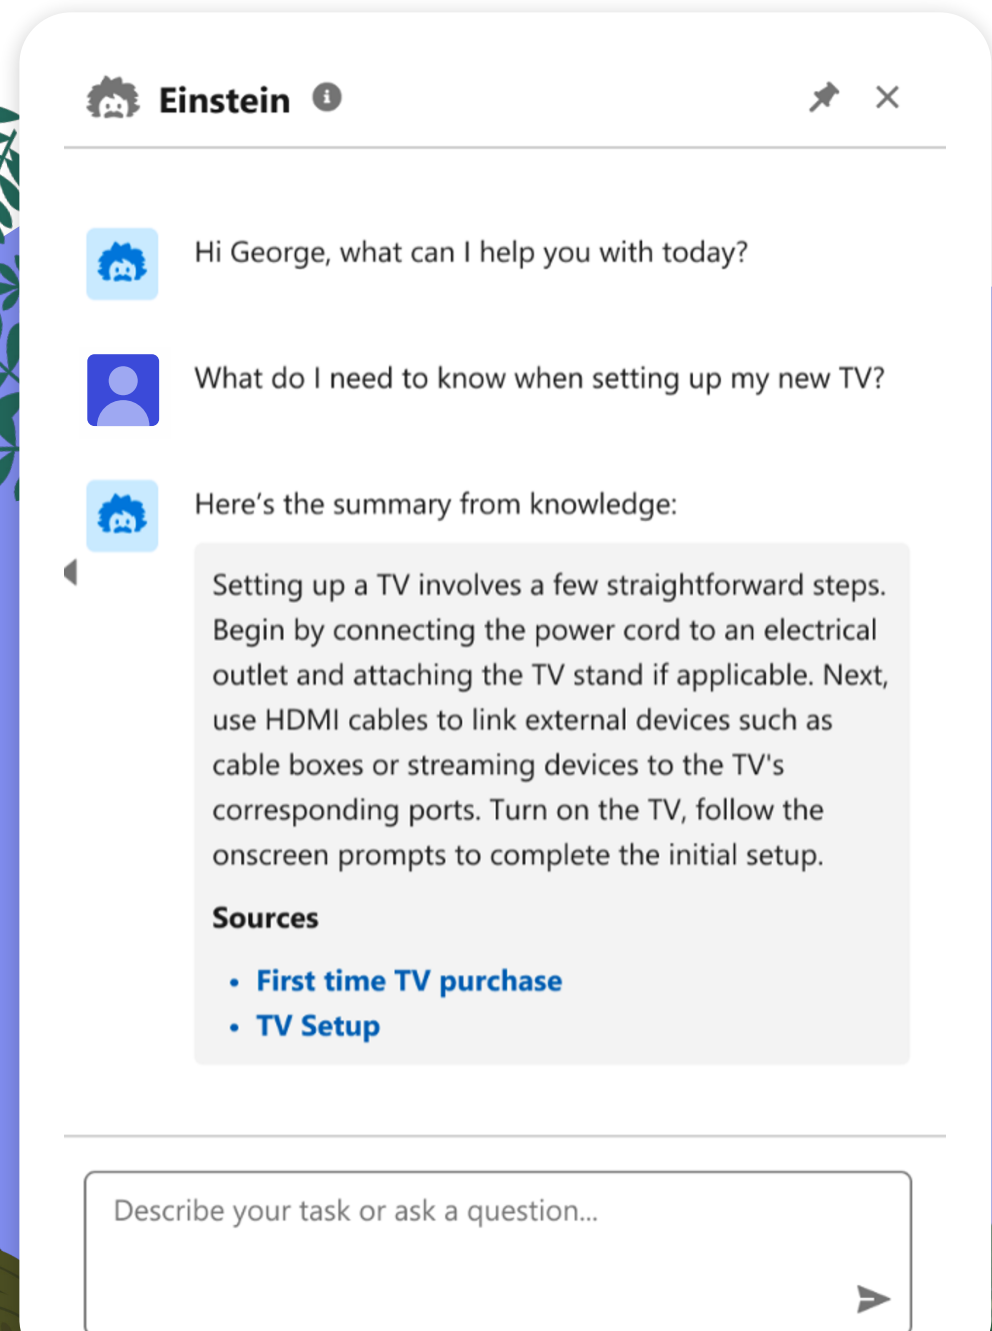 Einstein
Hi George, what can I help you with today?
What do I need to know when setting up my new TV?
Here’s the summary from knowledge:
Setting up a TV involves a few straightforward steps.
Begin by connecting the power cord to an electrical
outlet and attaching the TV stand if applicable. Next,
use HDMI cables to link external devices such as
cable boxes or streaming devices to the TV's
corresponding ports. Turn on the TV, follow the
onscreen prompts to complete the initial setup.
Sources
• First time TV purchase
• TV Setup
Describe your task or ask a question...